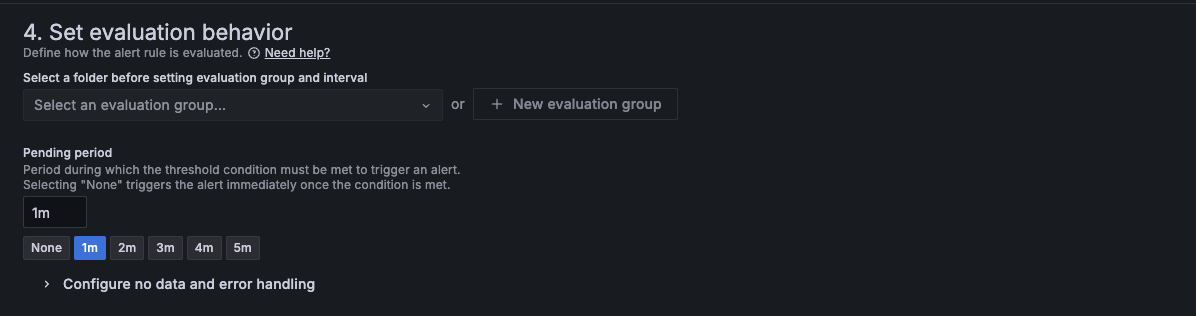 4. Set evaluation behavior
Define how the alert rule is evaluated. Need help?
Select a folder before setting evaluation group and interval
Select an evaluation group... or + New evaluation group
Pending period
Period during which the threshold condition must be met to trigger an alert.
Selecting "None" triggers the alert immediately once the condition is met.
1m
None 1m 2m 3m 4m 5m
Configure no data and error handling